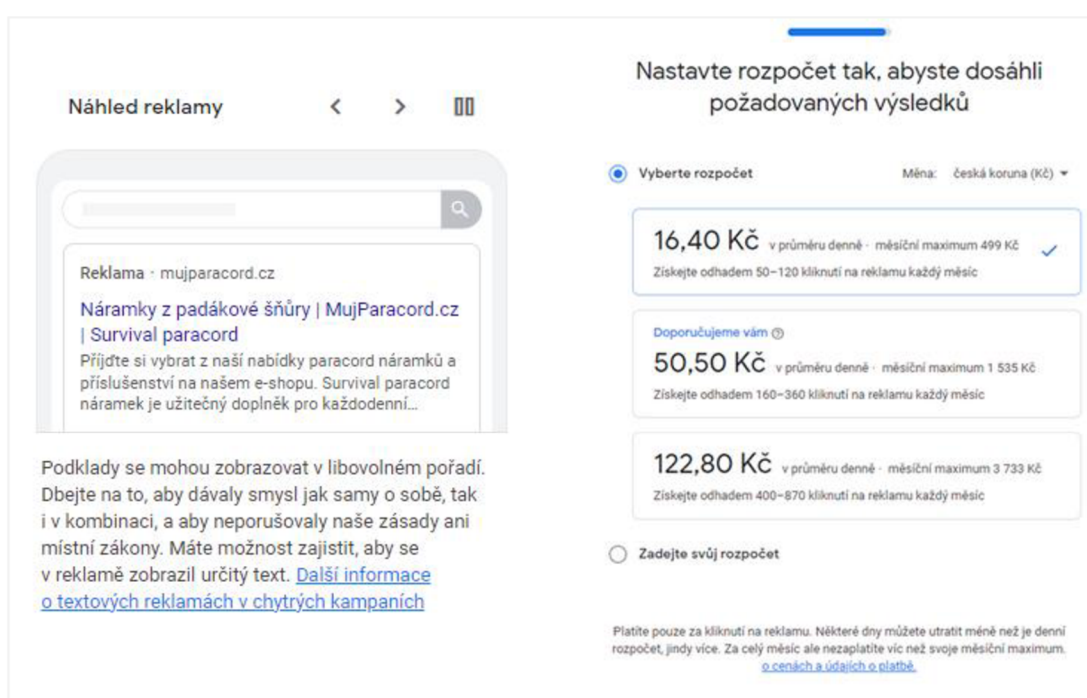 Náhled reklamy
Reklama · mujparacord.cz
Náramky z padákové šňůry | MujParacord.cz
| Survival paracord
Přijďte si vybrat z naší nabídky paracord náramků a
příslušenství na našem e-shopu. Survival paracord
náramek je užitečný doplněk pro každodenní...
Podklady se mohou zobrazovat v libovolném pořadí.
Dbejte na to, aby dávaly smysl jak samy o sobě, tak
i v kombinaci, a aby neporušovaly naše zásady ani
místní zákony. Máte možnost zajistit, aby se
v reklamě zobrazil určitý text. Další informace
o textových reklamách v chytrých kampaních
Nastavte rozpočet tak, abyste dosáhli
požadovaných výsledků
Vyberte rozpočet Měna: česká koruna (Kč)
16,40 Kč v průměru denně · měsíční maximum 499 Kč
Získejte odhadem 50–120 kliknutí na reklamu každý měsíc
Doporučujeme vám
50,50 Kč v průměru denně · měsíční maximum 1 535 Kč
Získejte odhadem 160–360 kliknutí na reklamu každý měsíc
122,80 Kč v průměru denně · měsíční maximum 3 733 Kč
Získejte odhadem 400–870 kliknutí na reklamu každý měsíc
Zadejte svůj rozpočet
Platíte pouze za kliknutí na reklamu. Některé dny můžete utratit méně než je denní
rozpočet, jindy více. Za celý měsíc ale nezaplatíte víc než svoje měsíční maximum.
o cenách a údajích o platbě.